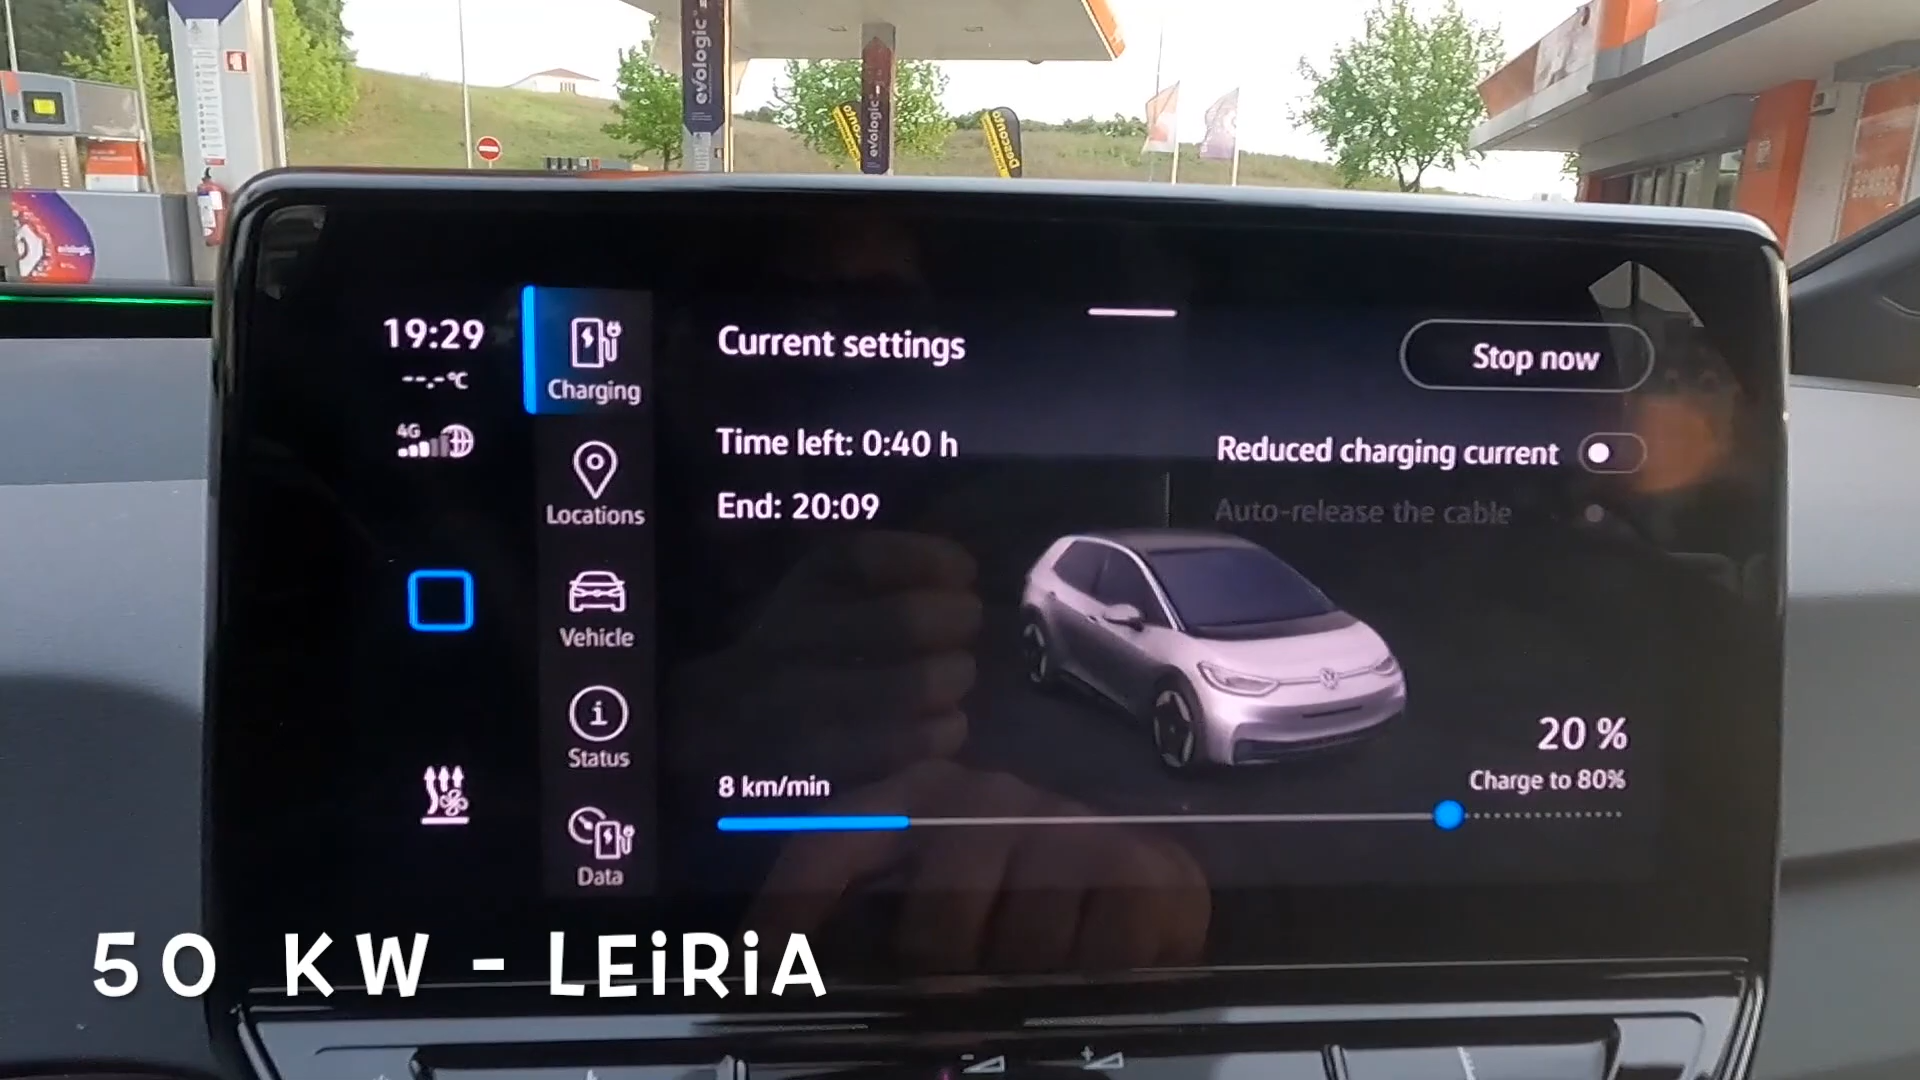 evologic
evologic
Desconto
evologic
19:29
--.-°C
4G
Charging
Locations
Vehicle
Status
Data
Current settings
Stop now
Time left: 0:40 h
End: 20:09
Reduced charging current
Auto-release the cable
20 %
Charge to 80%
8 km/min
50 KW - LEiRiA